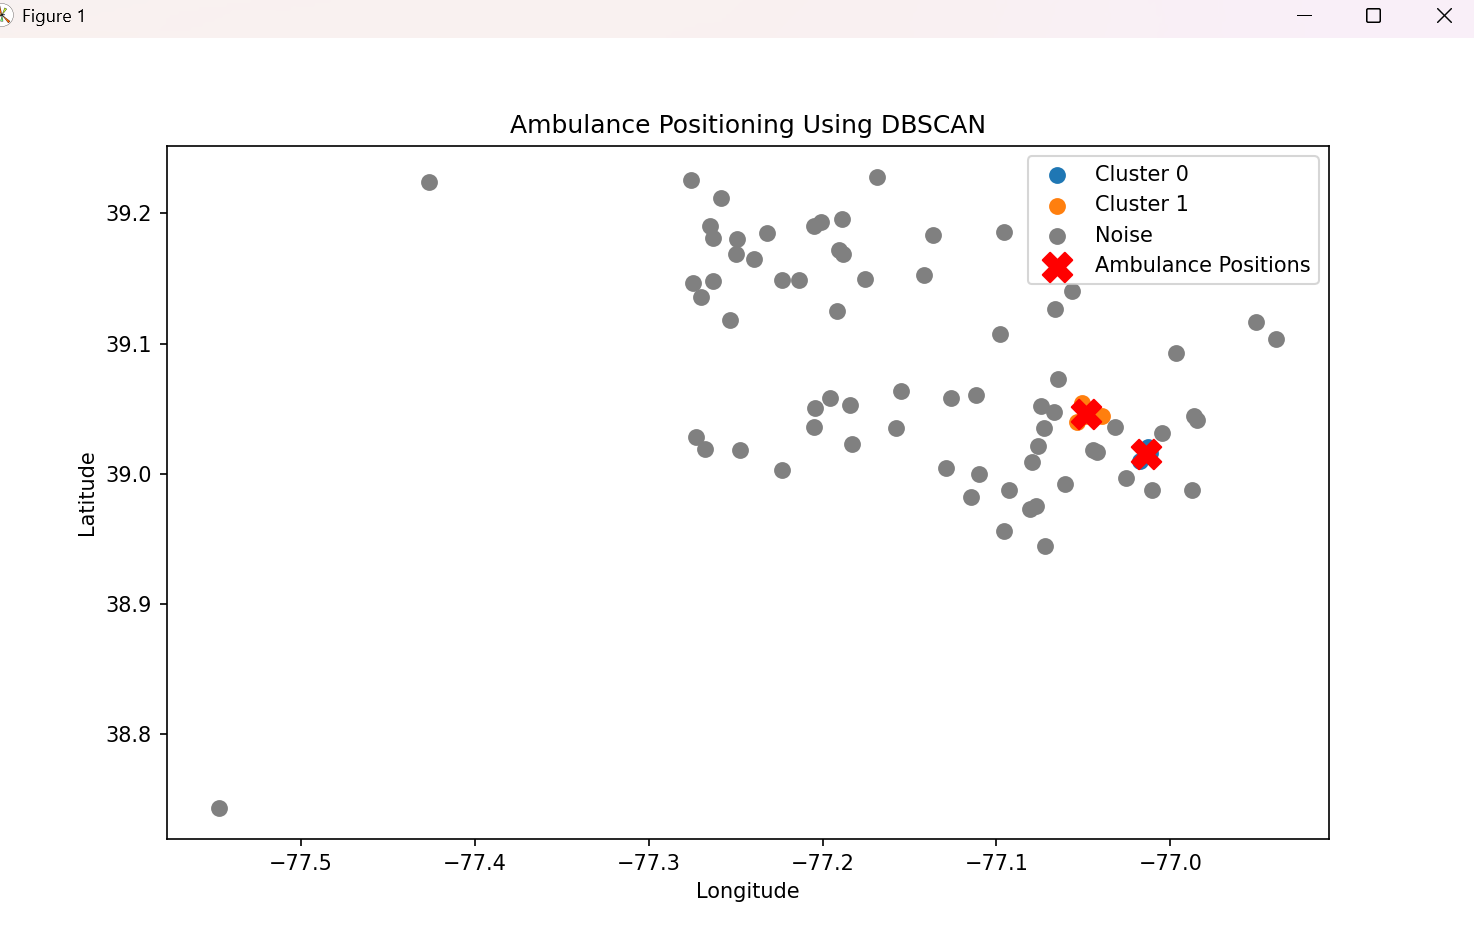 Figure 1
Ambulance Positioning Using DBSCAN
Cluster 0
Cluster 1
Noise
Ambulance Positions
39.2
39.1
39.0
38.9
38.8
Latitude
−77.5
−77.4
−77.3
−77.2
−77.1
−77.0
Longitude